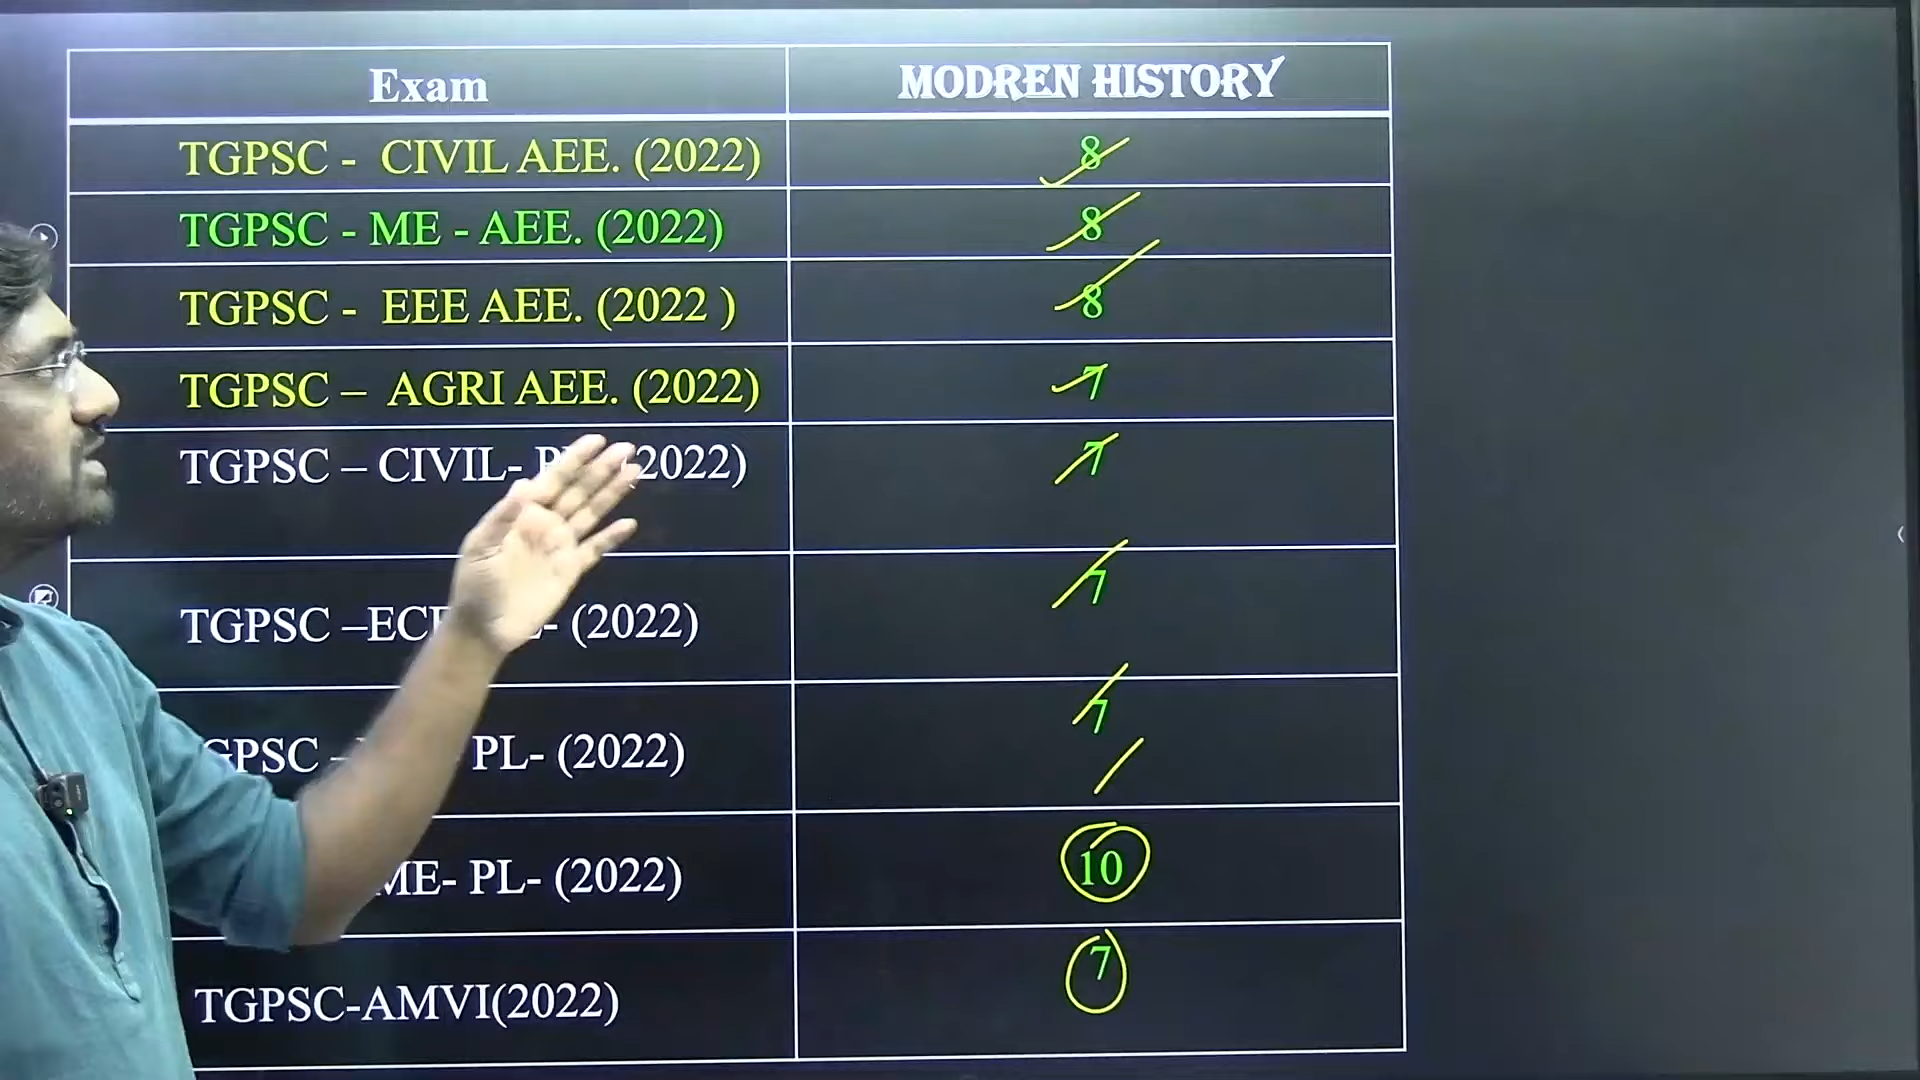 Exam MODREN HISTORY
TGPSC - CIVIL AEE. (2022) 8
TGPSC - ME - AEE. (2022) 8
TGPSC - EEE AEE. (2022 ) 8
TGPSC – AGRI AEE. (2022) 7
TGPSC – CIVIL- (2022) 7
TGPSC – (2022) 7
PL- (2022) 7
ME- PL- (2022) 10
TGPSC-AMVI(2022) 7